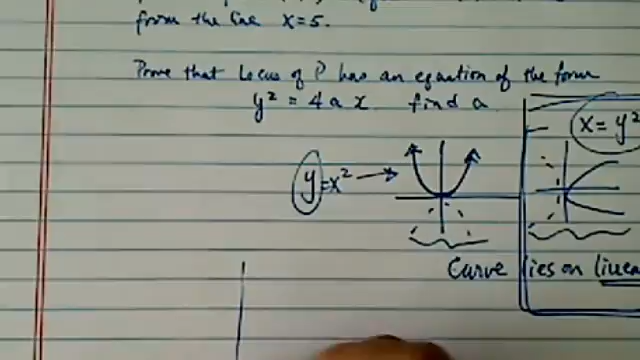 from the line x=5.
Prove that Locus of P has an equation of the form
y² = 4ax find a
x = y²
y = x²
Curve lies on